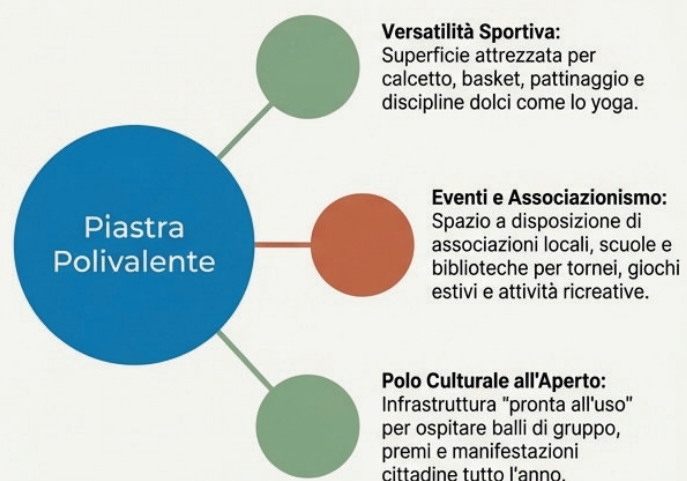 Piastra
Polivalente
Versatilità Sportiva:
Superficie attrezzata per
calcetto, basket, pattinaggio e
discipline dolci come lo yoga.
Eventi e Associazionismo:
Spazio a disposizione di
associazioni locali, scuole e
biblioteche per tornei, giochi
estivi e attività ricreative.
Polo Culturale all'Aperto:
Infrastruttura "pronta all'uso"
per ospitare balli di gruppo,
premi e manifestazioni
cittadine tutto l'anno.